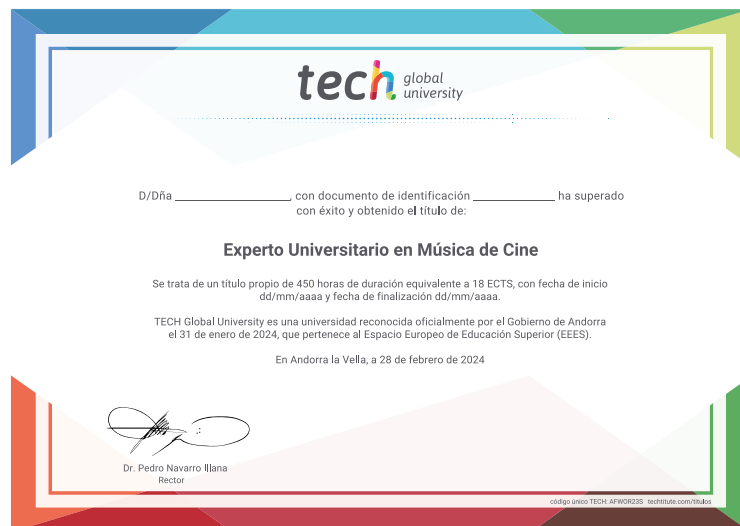 tech global
university
D/Dña ____________________, con documento de identificación ______________ ha superado
con éxito y obtenido el título de:
Experto Universitario en Música de Cine
Se trata de un título propio de 450 horas de duración equivalente a 18 ECTS, con fecha de inicio
dd/mm/aaaa y fecha de finalización dd/mm/aaaa.
TECH Global University es una universidad reconocida oficialmente por el Gobierno de Andorra
el 31 de enero de 2024, que pertenece al Espacio Europeo de Educación Superior (EEES).
En Andorra la Vella, a 28 de febrero de 2024
Dr. Pedro Navarro Illana
Rector
código único TECH: AFWOR23S techtitute.com/titulos